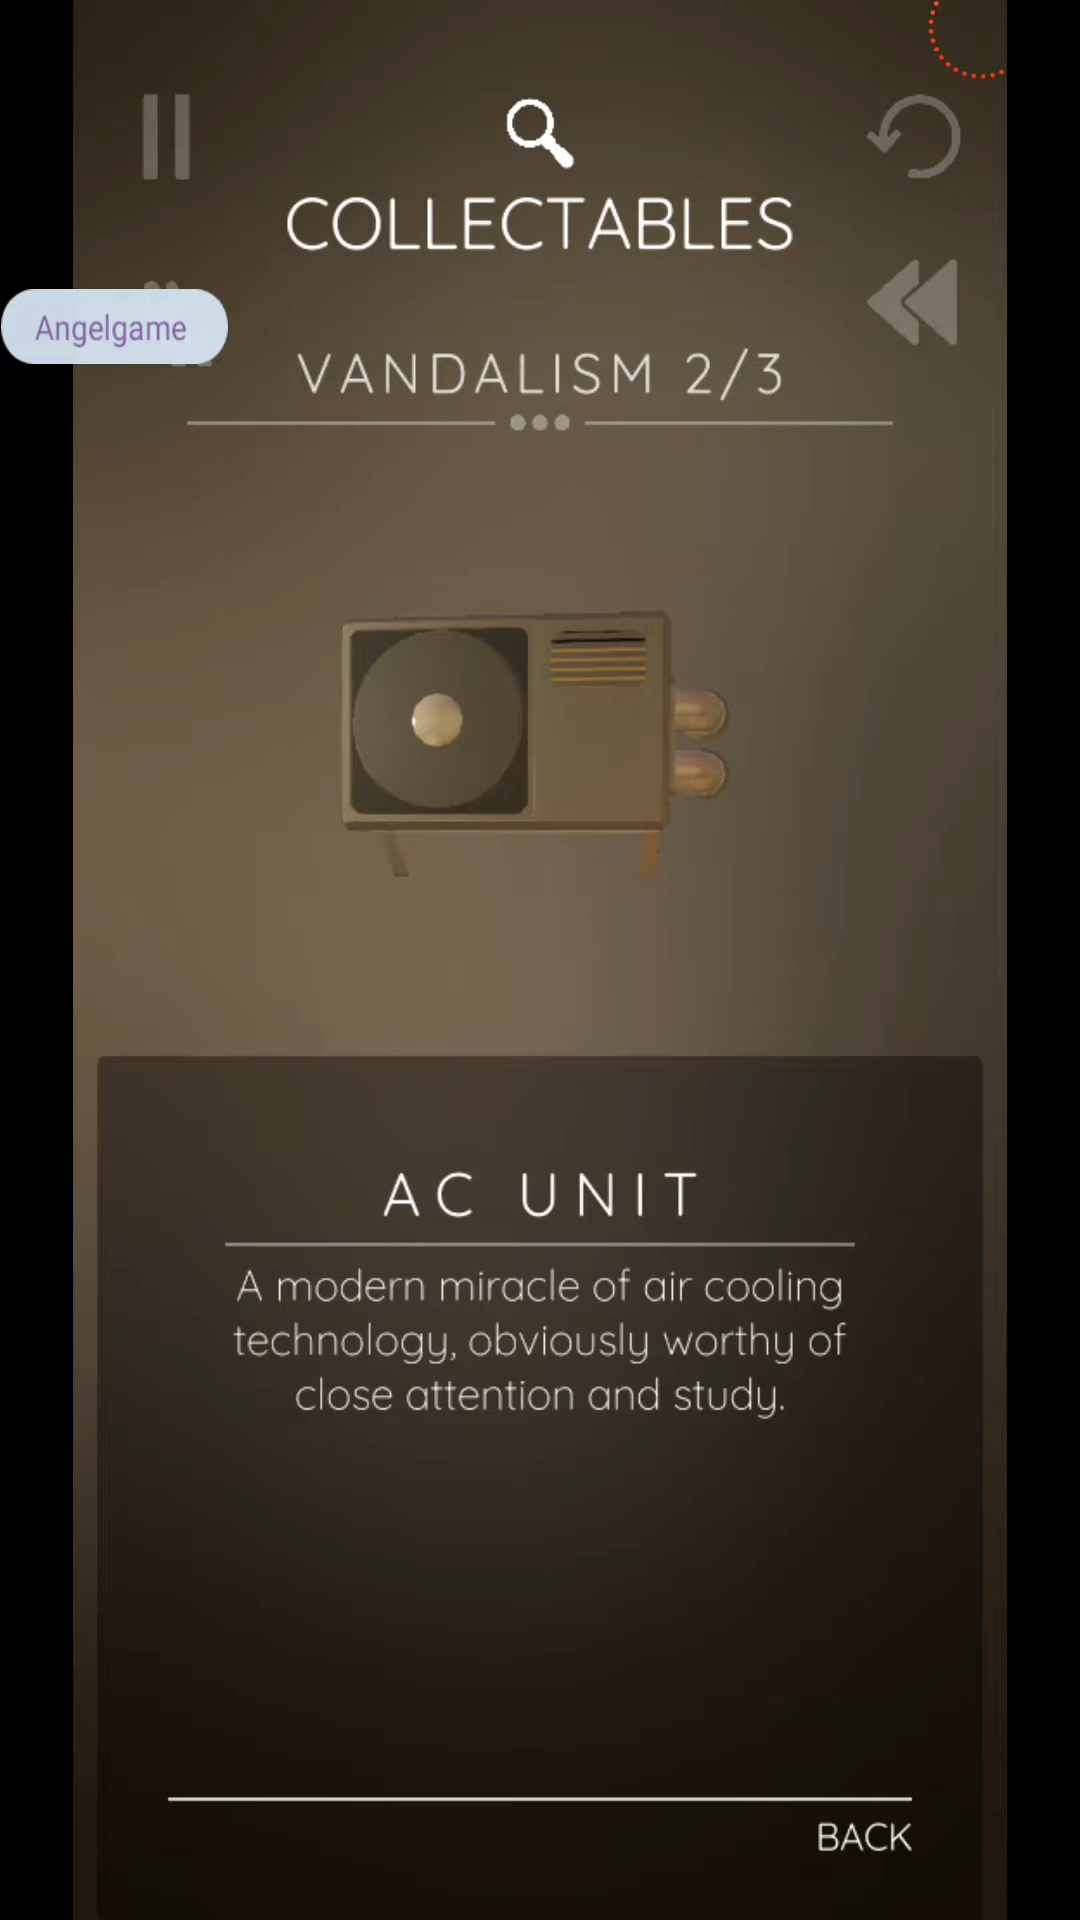 COLLECTABLES
Angelgame
VANDALISM 2/3
AC UNIT
A modern miracle of air cooling
technology, obviously worthy of
close attention and study.
BACK